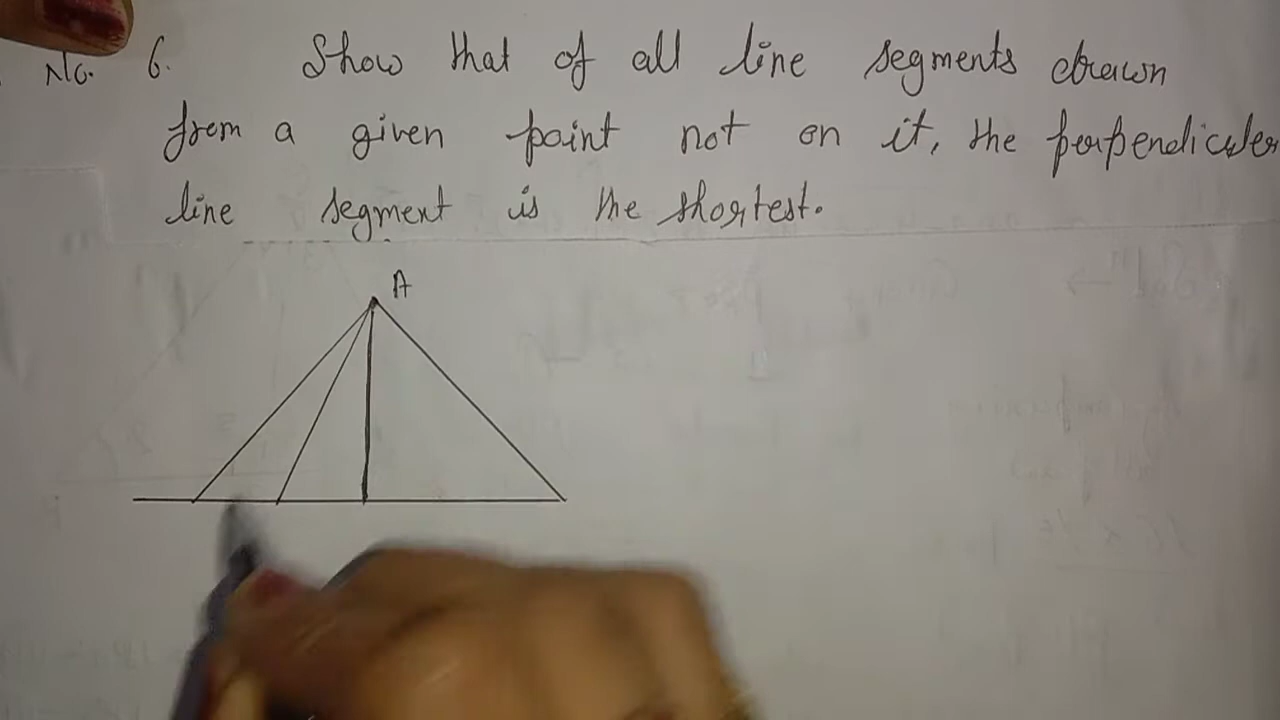 No. 6. Show that of all line segments drawn
from a given point not on it, the perpendicular
line segment is the shortest.
A